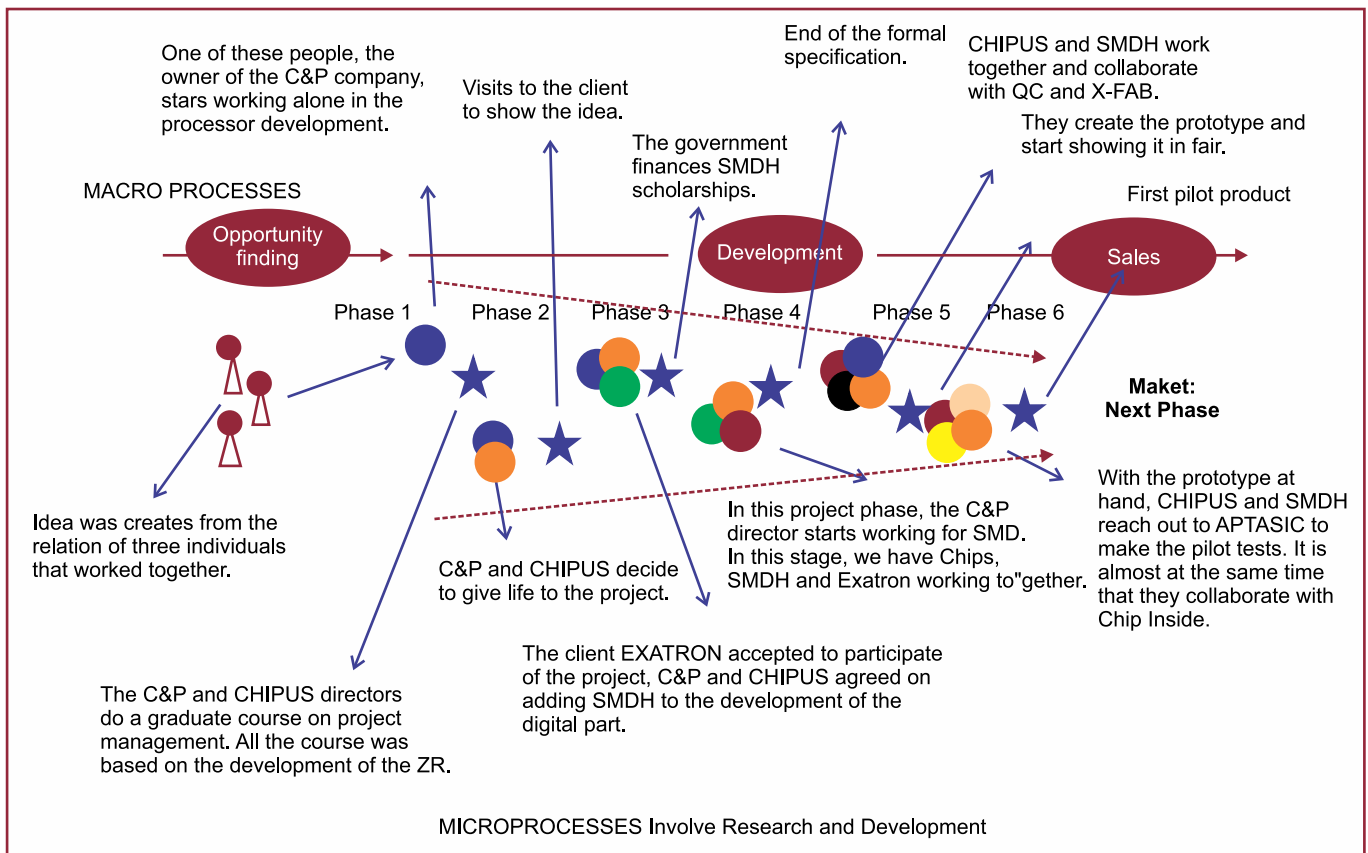 One of these people, the
owner of the C&P company,
stars working alone in the
processor development.
Visits to the client
to show the idea.
The government
finances SMDH
scholarships.
End of the formal
specification.
CHIPUS and SMDH work
together and collaborate
with QC and X-FAB.
They create the prototype and
start showing it in fair.
MACRO PROCESSES
First pilot product
Opportunity
finding
Development
Sales
Phase 1
Phase 2
Phase 3
Phase 4
Phase 5
Phase 6
Maket:
Next Phase
Idea was creates from the
relation of three individuals
that worked together.
C&P and CHIPUS decide
to give life to the project.
In this project phase, the C&P
director starts working for SMD.
In this stage, we have Chips,
SMDH and Exatron working to"gether.
With the prototype at
hand, CHIPUS and SMDH
reach out to APTASIC to
make the pilot tests. It is
almost at the same time
that they collaborate with
Chip Inside.
The C&P and CHIPUS directors
do a graduate course on project
management. All the course was
based on the development of the ZR.
The client EXATRON accepted to participate
of the project, C&P and CHIPUS agreed on
adding SMDH to the development of the
digital part.
MICROPROCESSES Involve Research and Development